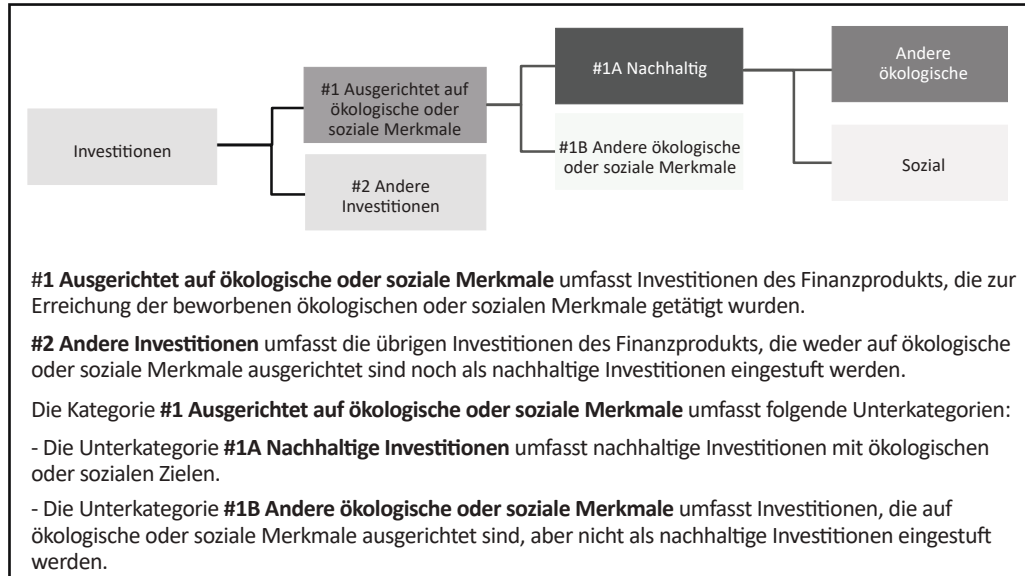 Investitionen
#1 Ausgerichtet auf
ökologische oder
soziale Merkmale
#2 Andere
Investitionen
#1A Nachhaltig
#1B Andere ökologische
oder soziale Merkmale
Andere
ökologische
Sozial
#1 Ausgerichtet auf ökologische oder soziale Merkmale umfasst Investitionen des Finanzprodukts, die zur
Erreichung der beworbenen ökologischen oder sozialen Merkmale getätigt wurden.
#2 Andere Investitionen umfasst die übrigen Investitionen des Finanzprodukts, die weder auf ökologische
oder soziale Merkmale ausgerichtet sind noch als nachhaltige Investitionen eingestuft werden.
Die Kategorie #1 Ausgerichtet auf ökologische oder soziale Merkmale umfasst folgende Unterkategorien:
- Die Unterkategorie #1A Nachhaltige Investitionen umfasst nachhaltige Investitionen mit ökologischen
oder sozialen Zielen.
- Die Unterkategorie #1B Andere ökologische oder soziale Merkmale umfasst Investitionen, die auf
ökologische oder soziale Merkmale ausgerichtet sind, aber nicht als nachhaltige Investitionen eingestuft
werden.